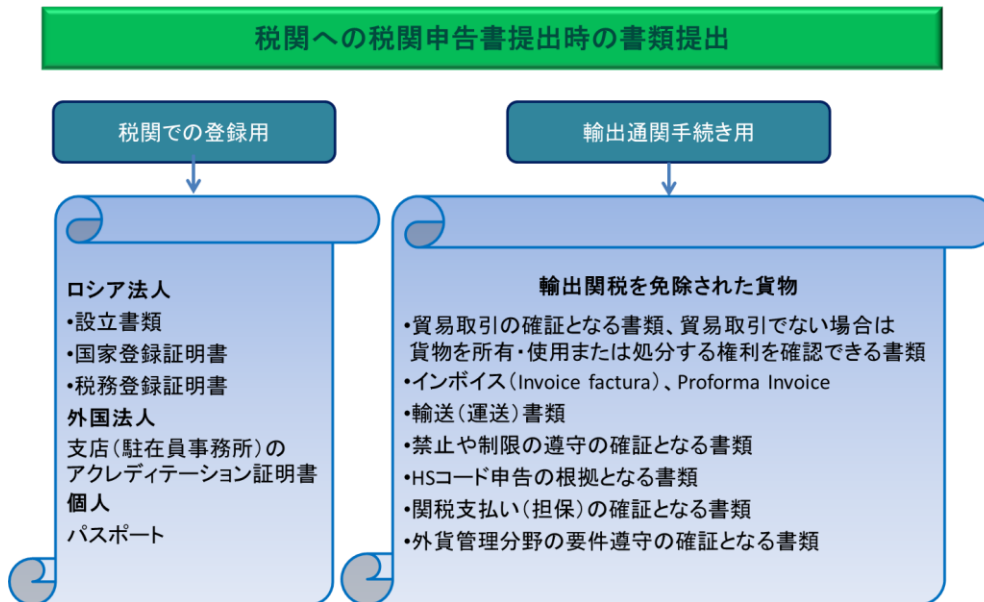 税関への税関申告書提出時の書類提出
税関での登録用
輸出通関手続き用
ロシア法人
•設立書類
•国家登録証明書
•税務登録証明書
外国法人
支店(駐在員事務所)の
アクレディテーション証明書
個人
パスポート
輸出関税を免除された貨物
•貿易取引の確証となる書類、貿易取引でない場合は
貨物を所有・使用または処分する権利を確認できる書類
•インボイス(Invoice factura)、Proforma Invoice
•輸送(運送)書類
•禁止や制限の遵守の確証となる書類
•HSコード申告の根拠となる書類
•関税支払い(担保)の確証となる書類
•外貨管理分野の要件遵守の確証となる書類